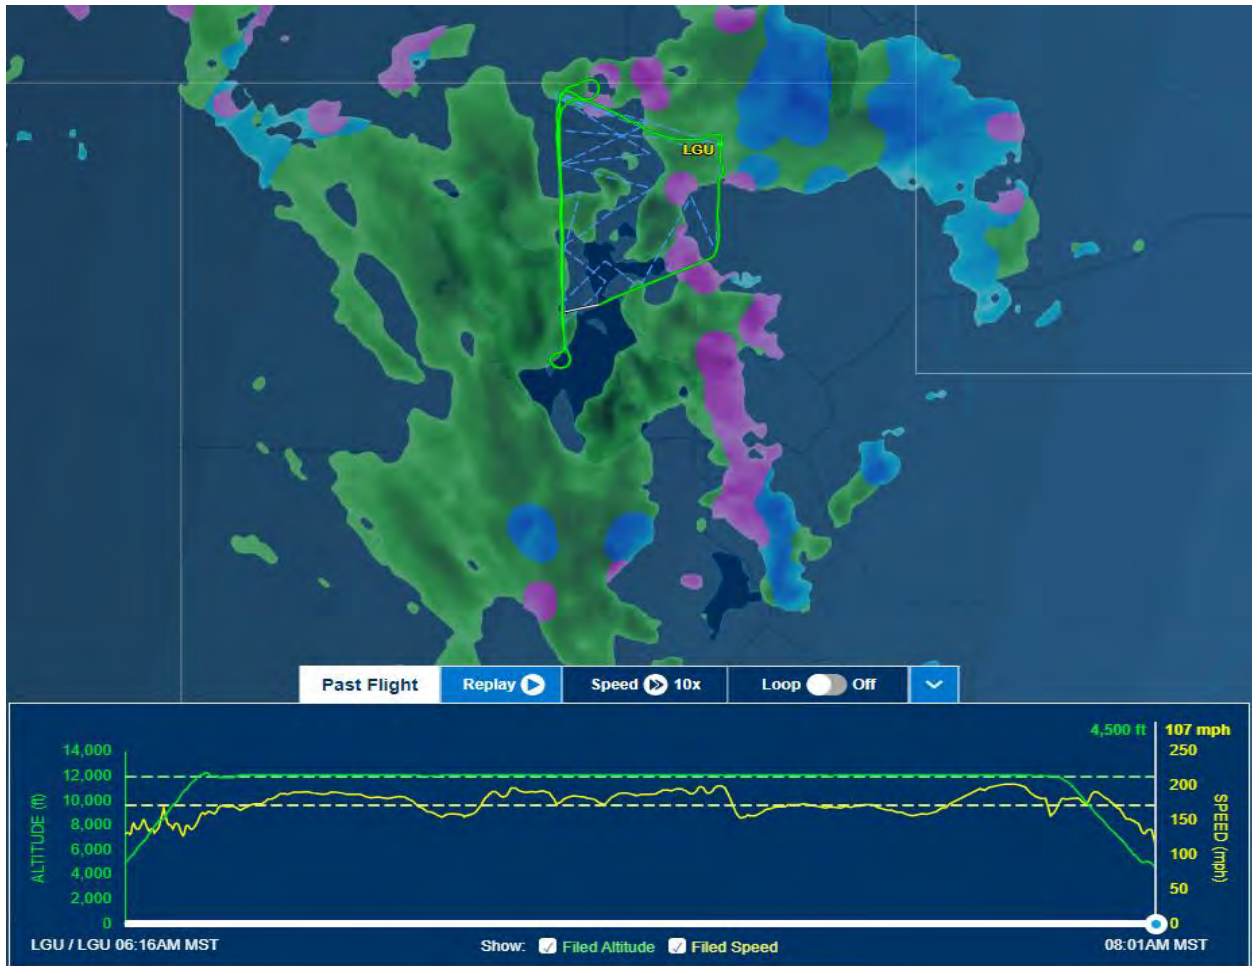 LGU
Past Flight Replay Speed 10x Loop Off
4,500 ft 107 mph
14,000 250
12,000 200
10,000 150
8,000 100
6,000 50
4,000 0
2,000
0
ALTITUDE (ft)
SPEED (mph)
LGU / LGU 06:16AM MST Show: Filed Altitude Filed Speed 08:01AM MST